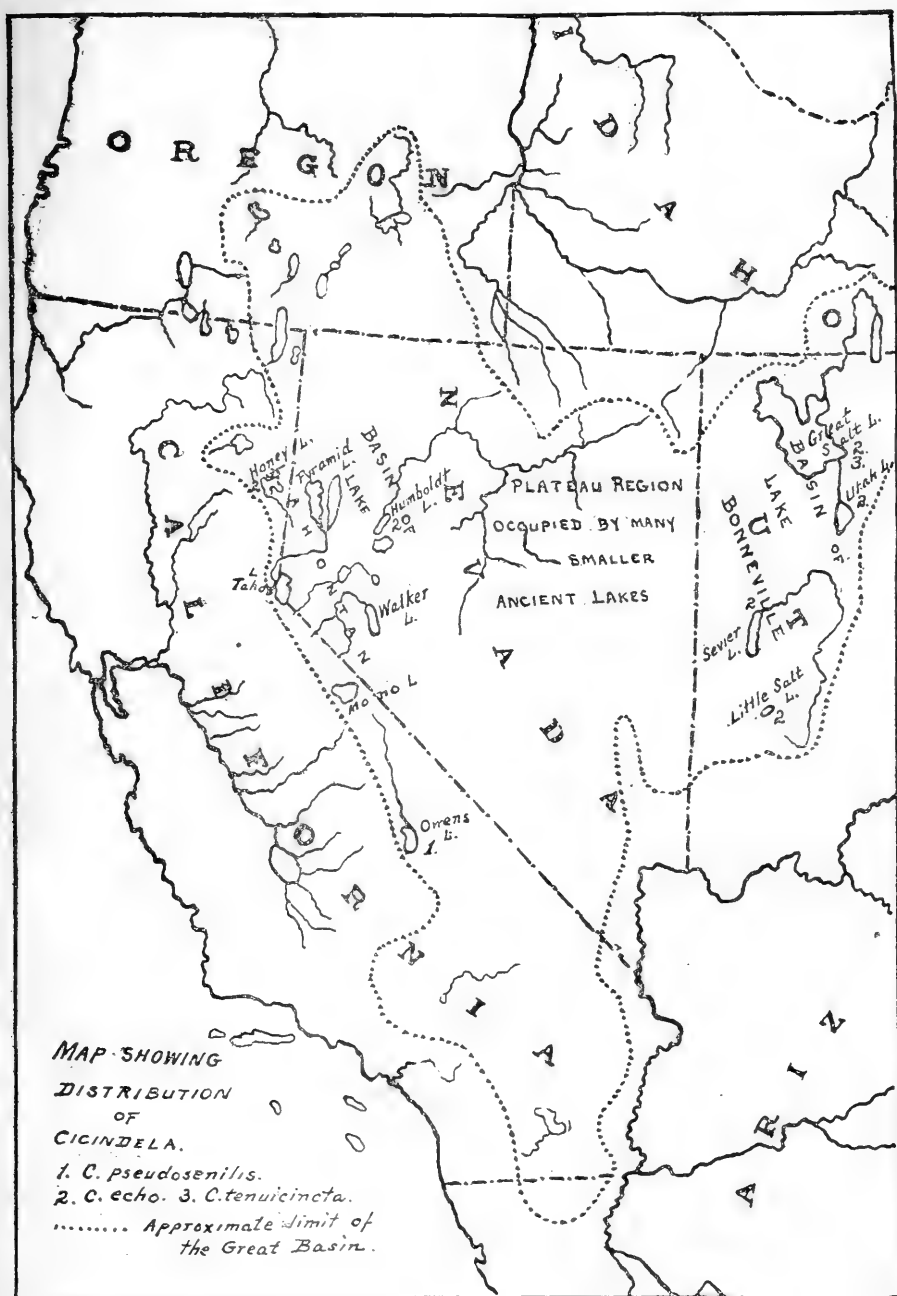 OREGON
IDAHO
NEVADA
UTAH
CALIFORNIA
ARIZ
Honey L.
2
Pyramid
L.
BASIN OF
LAKE
LAHONTAN
Humboldt
L.
2
L
Tahoe
Walker
L.
Mono L
Owens
L.
1.
PLATEAU REGION
OCCUPIED BY MANY
SMALLER
ANCIENT LAKES
BASIN OF
LAKE
BONNEVILLE
Great
Salt L.
2
3.
Utah L.
2.
Sevier
L.
2
Little Salt
L.
2
MAP SHOWING
DISTRIBUTION
OF
CICINDELA.
1. C. pseudosenilis.
2. C. echo. 3. C. tenuicincta.
......... Approximate limit of
the Great Basin.